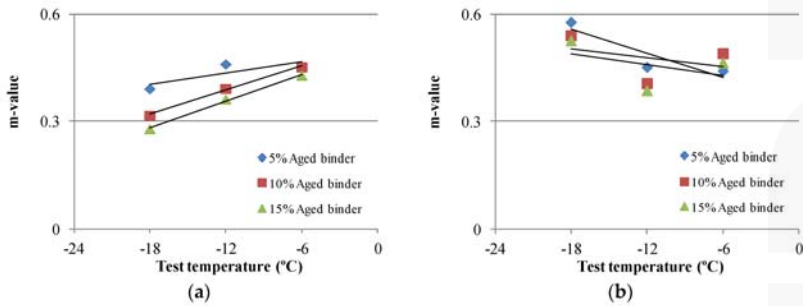 0.6
0.3
0
m-value
-24 -18 -12 -6 0
Test temperature (ºC)
5% Aged binder
10% Aged binder
15% Aged binder
(a)
0.6
0.3
0
m-value
-24 -18 -12 -6 0
Test temperature (ºC)
5% Aged binder
10% Aged binder
15% Aged binder
(b)